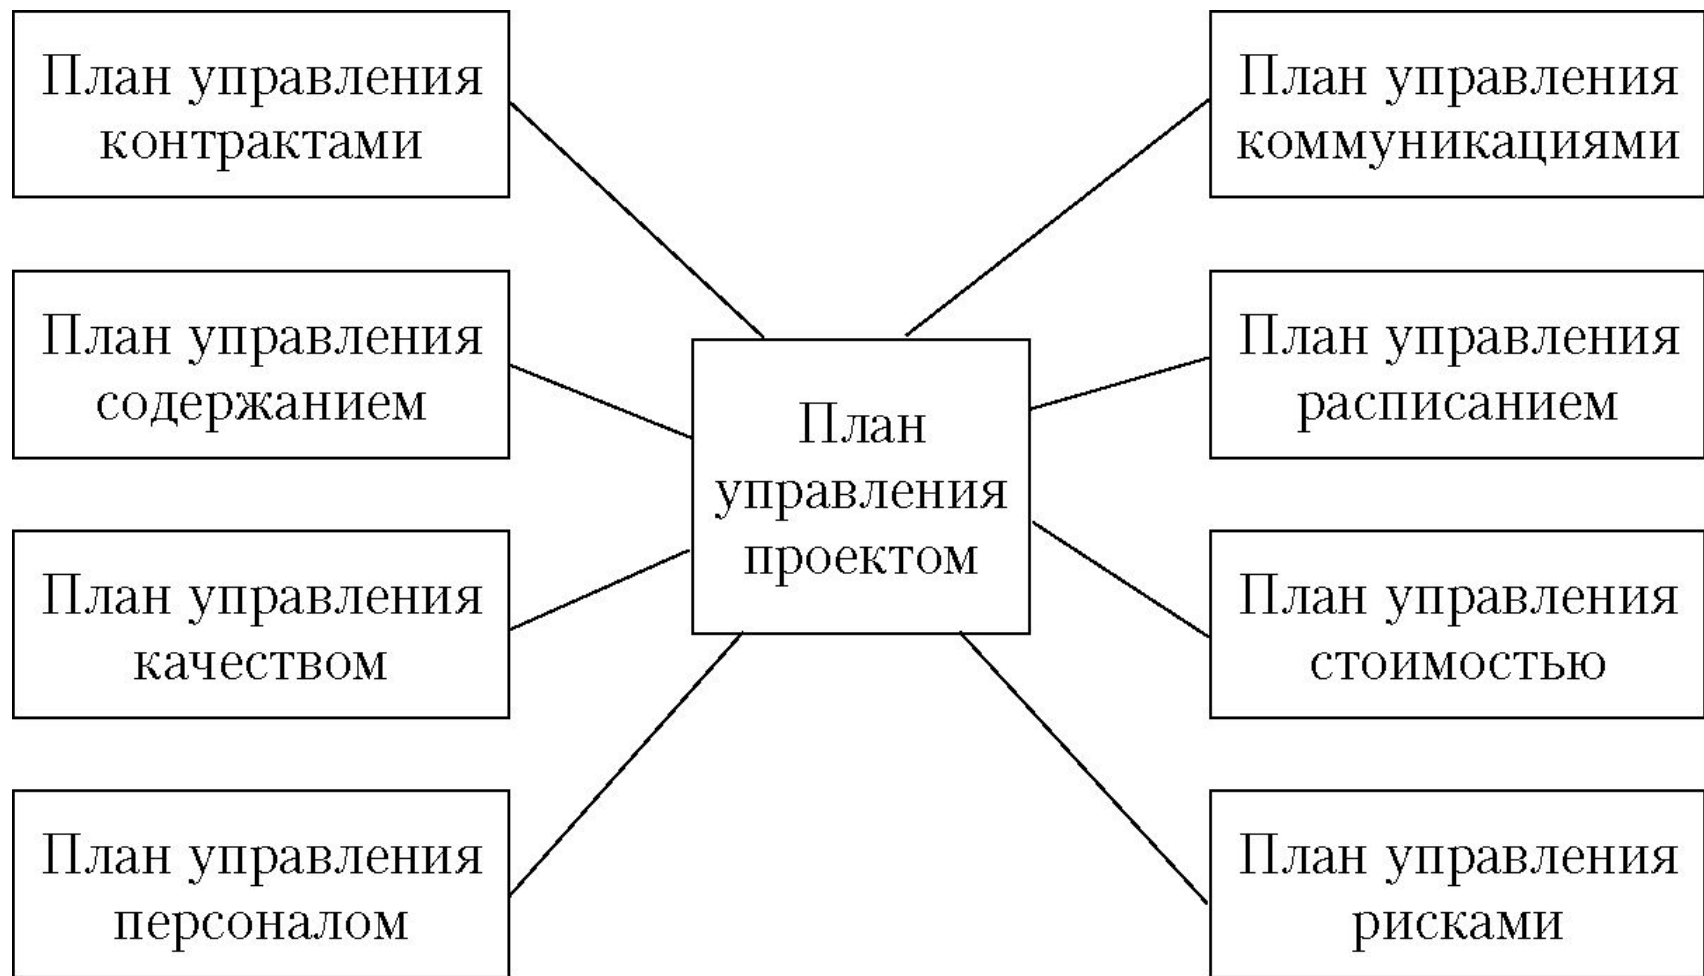 План управления
контрактами
План управления
содержанием
План управления
качеством
План управления
персоналом
План
управления
проектом
План управления
коммуникациями
План управления
расписанием
План управления
стоимостью
План управления
рисками